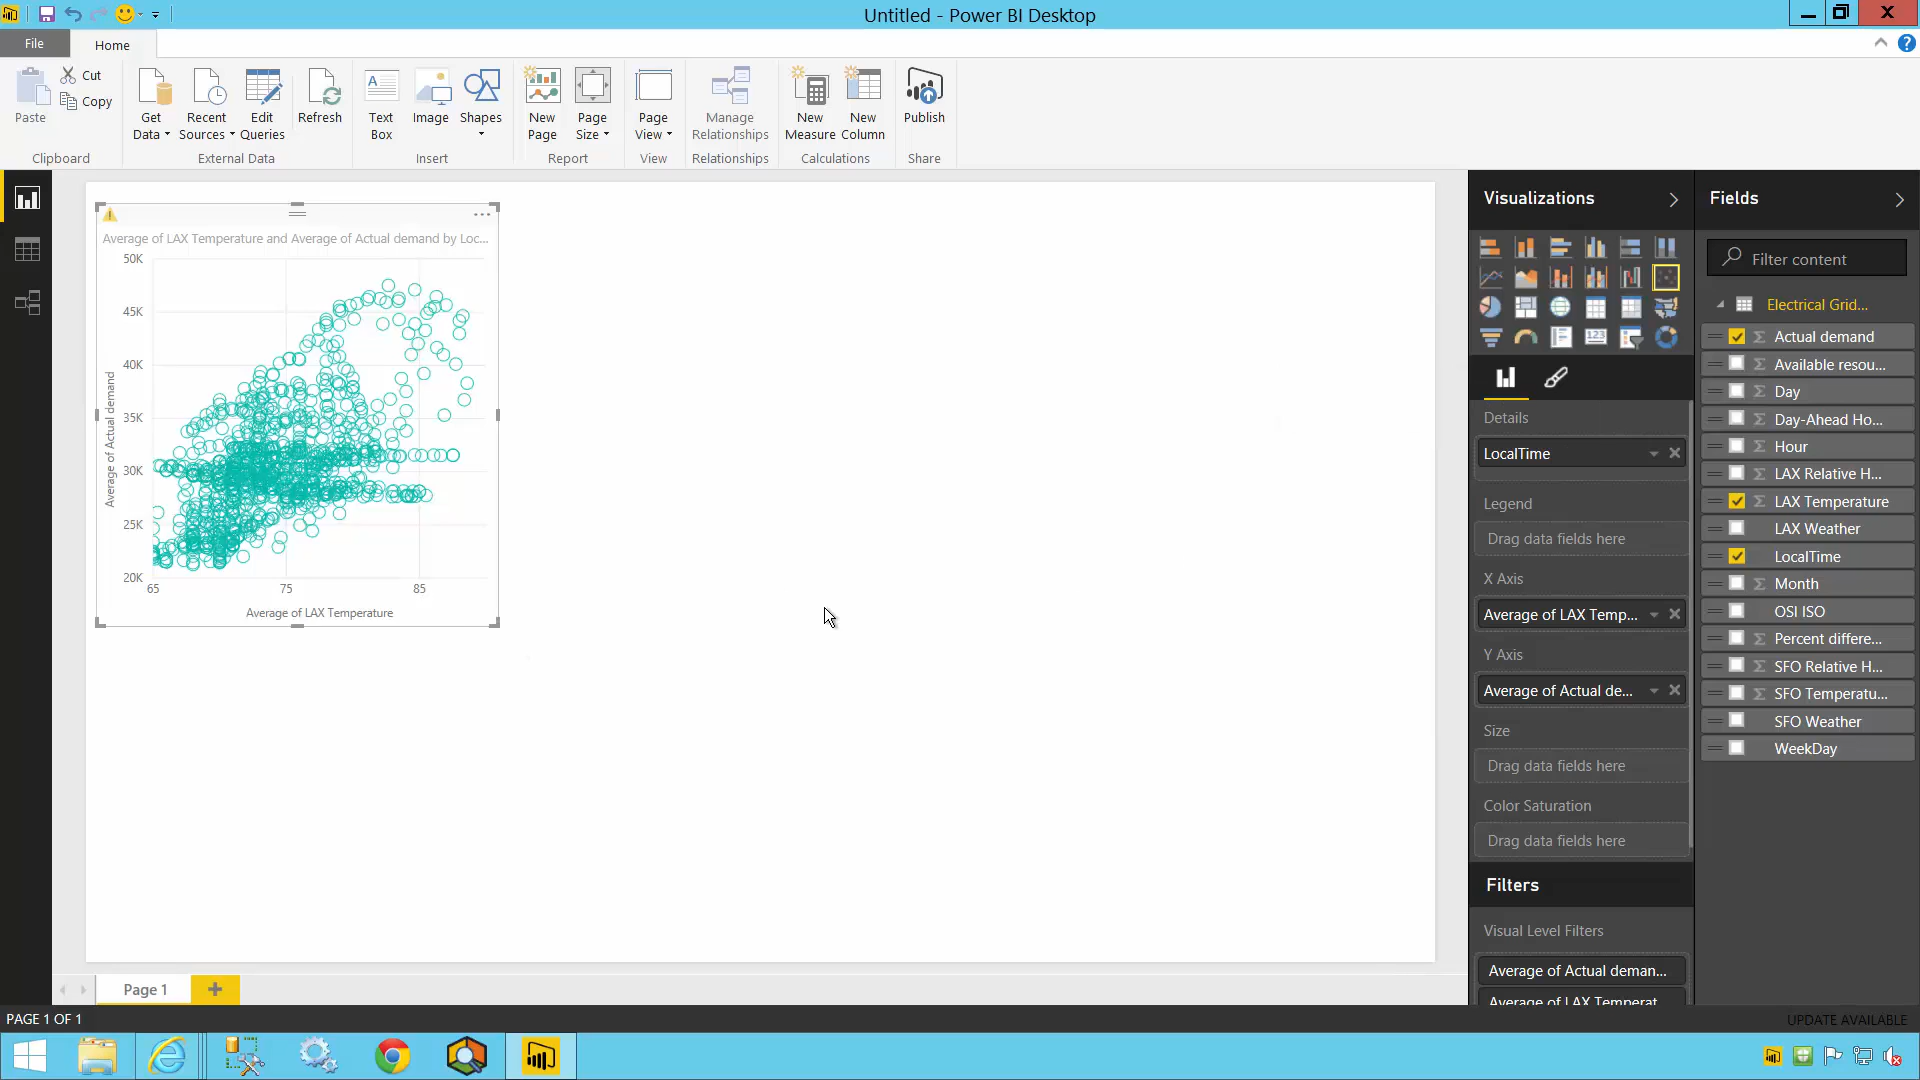 Untitled - Power BI Desktop
File
Home
Paste
Cut
Copy
Clipboard
Get
Data
Recent
Sources
Edit
Queries
Refresh
External Data
Text
Box
Image
Shapes
Insert
New
Page
Page
Size
Report
Page
View
View
Manage
Relationships
Relationships
New
Measure
New
Column
Calculations
Publish
Share
Average of LAX Temperature and Average of Actual demand by Loc...
Average of Actual demand
50K
45K
40K
35K
30K
25K
20K
65
75
85
Average of LAX Temperature
Visualizations
Details
LocalTime
Legend
Drag data fields here
X Axis
Average of LAX Temp...
Y Axis
Average of Actual de...
Size
Drag data fields here
Color Saturation
Drag data fields here
Filters
Visual Level Filters
Average of Actual deman...
Average of LAX Temperat
Fields
Filter content
Electrical Grid...
Actual demand
Available resou...
Day
Day-Ahead Ho...
Hour
LAX Relative H...
LAX Temperature
LAX Weather
LocalTime
Month
OSI ISO
Percent differe...
SFO Relative H...
SFO Temperatu...
SFO Weather
WeekDay
Page 1
PAGE 1 OF 1
UPDATE AVAILABLE